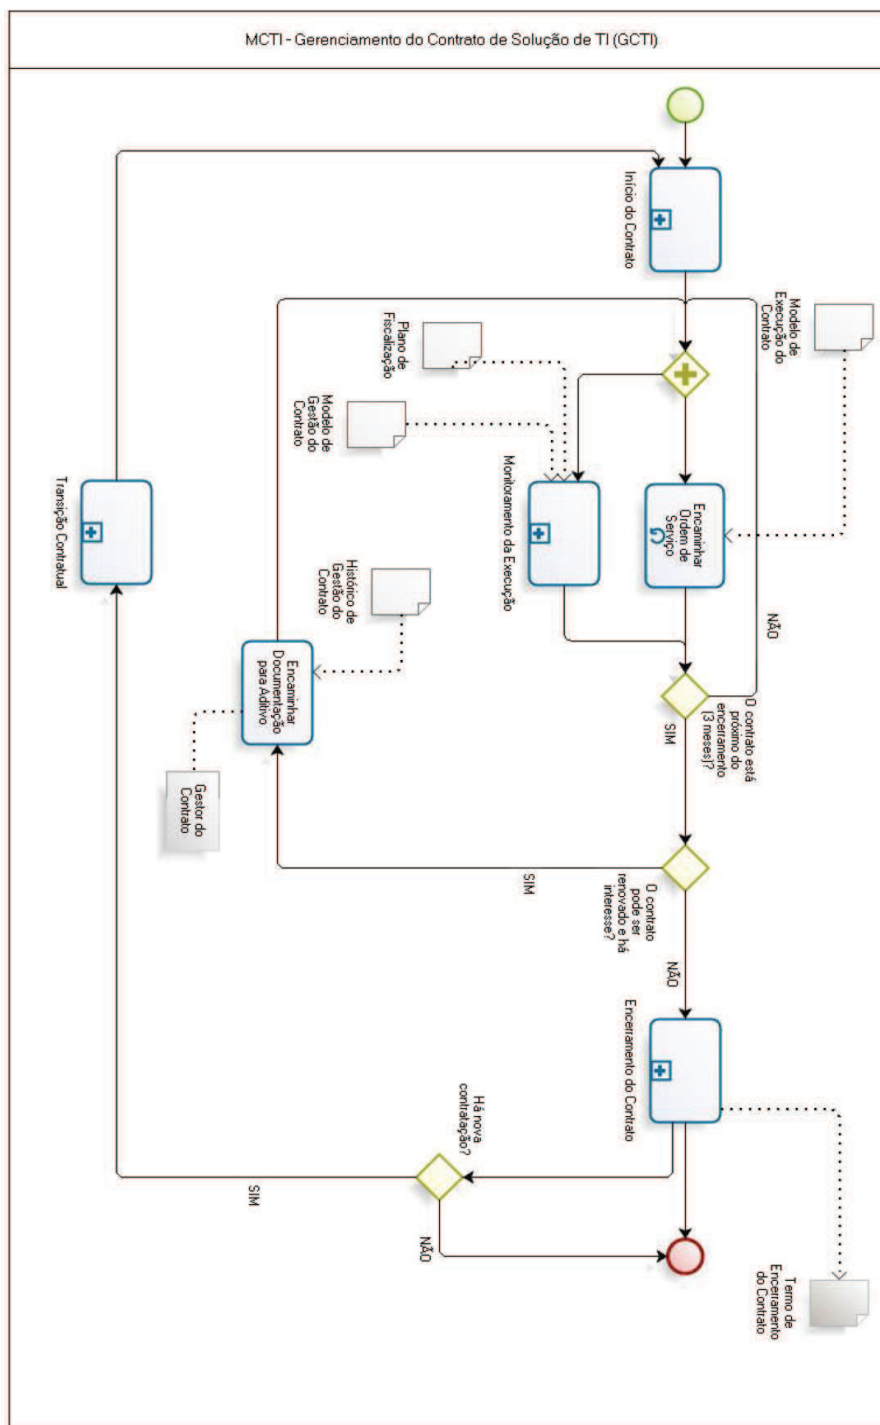 MCTI - Gerenciamento do Contrato de Solução de TI (GCTI)
Início do Contrato
Modelo de
Execução do
Contrato
Plano de
Fiscalização
Modelo de
Gestão do
Contrato
Encaminhar
Ordem de
Serviço
Monitoramento da Execução
Transição Contratual
Histórico de
Gestão do
Contrato
Encaminhar
Documentação
para Aditivo
Gestor do
Contrato
NÃO
O contrato está
próximo do
encerramento
(3 meses)?
SIM
O contrato
pode ser
renovado e há
interesse?
SIM
NÃO
Encerramento do Contrato
Há nova
contratação?
SIM
NÃO
Termo de
Encerramento
do Contrato